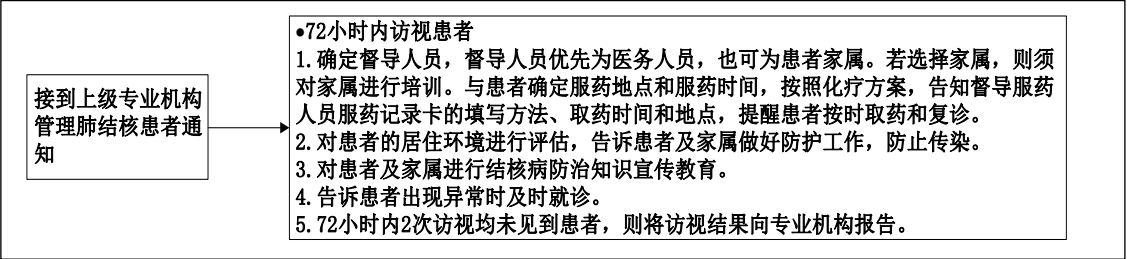 接到上级专业机构
管理肺结核患者通
知
•72小时内访视患者
1.确定督导人员，督导人员优先为医务人员，也可为患者家属。若选择家属，则须
对家属进行培训。与患者确定服药地点和服药时间，按照化疗方案，告知督导服药
人员服药记录卡的填写方法、取药时间和地点，提醒患者按时取药和复诊。
2.对患者的居住环境进行评估，告诉患者及家属做好防护工作，防止传染。
3.对患者及家属进行结核病防治知识宣传教育。
4.告诉患者出现异常时及时就诊。
5.72小时内2次访视均未见到患者，则将访视结果向专业机构报告。